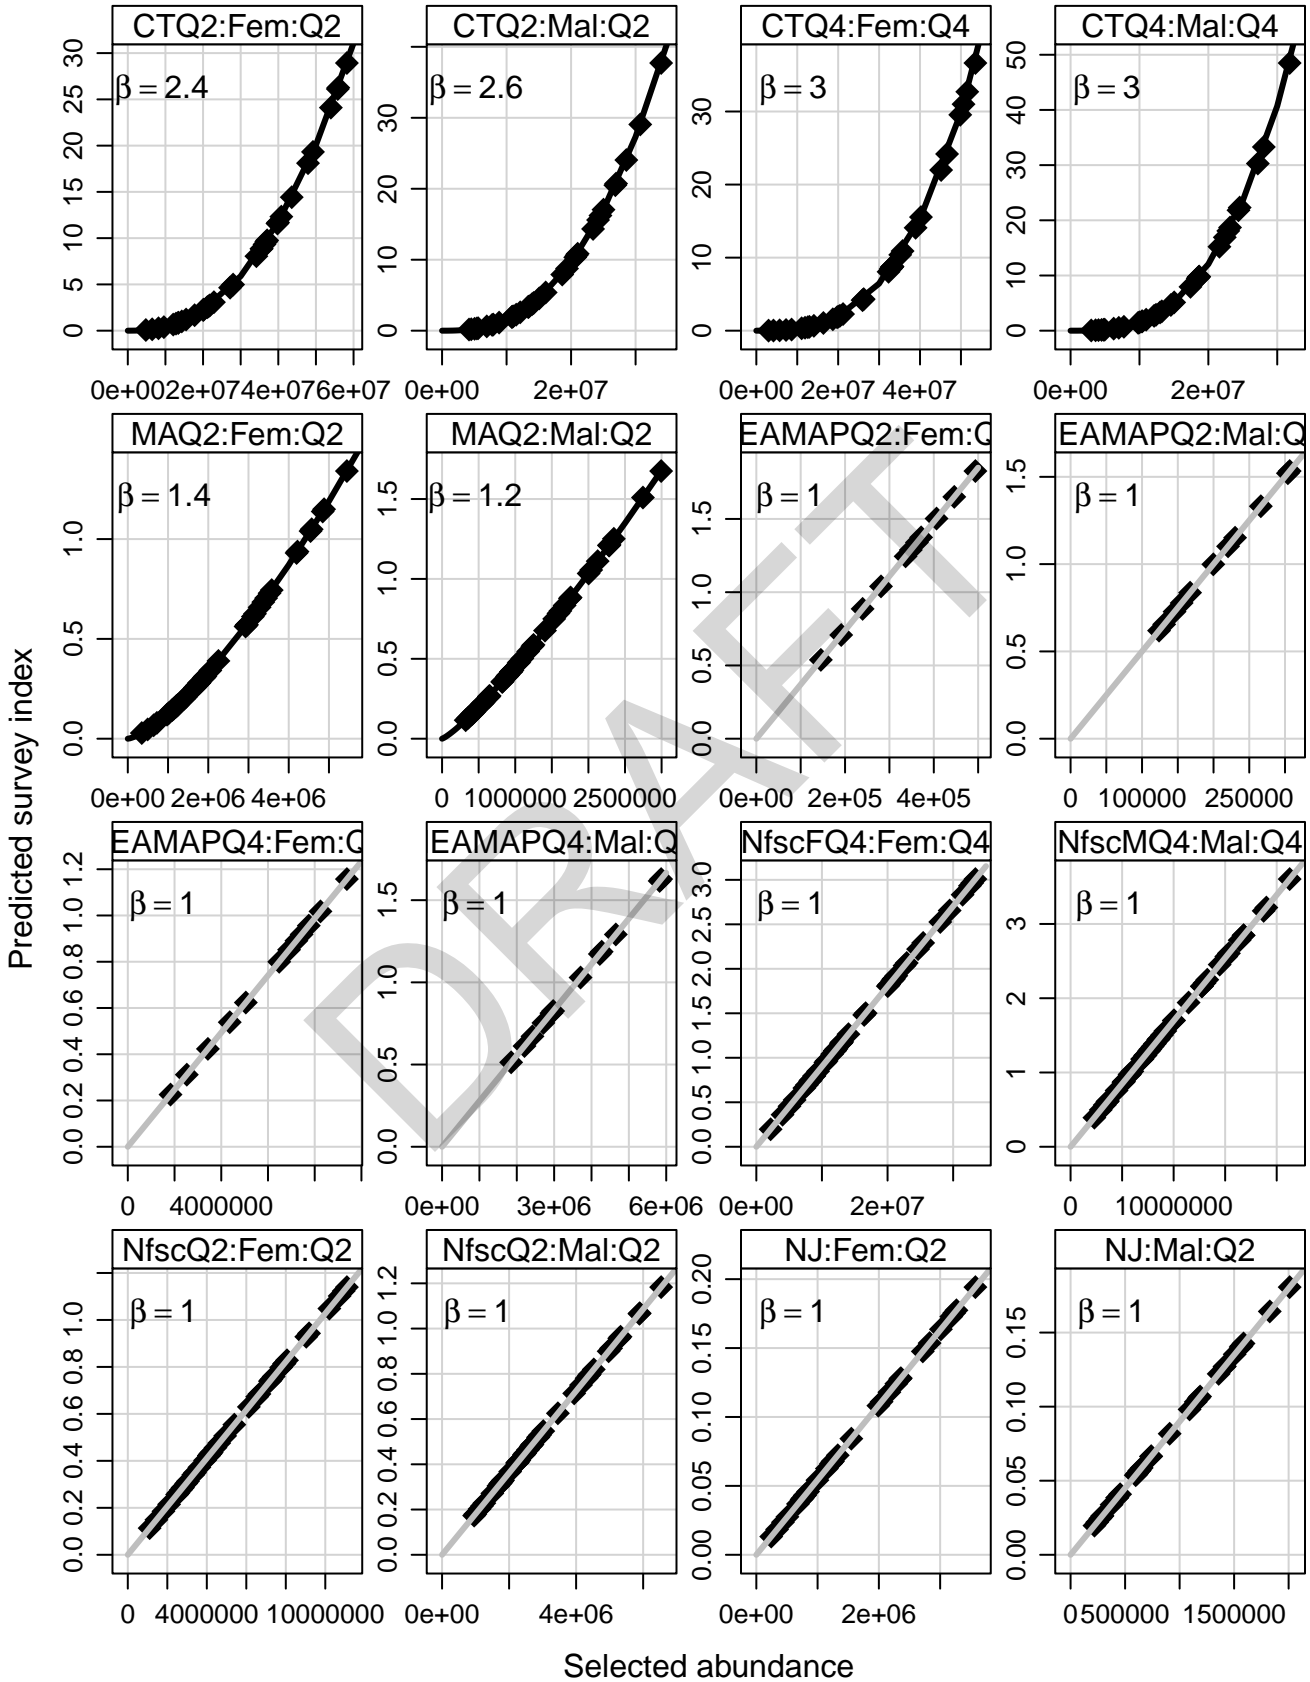 CTQ2:Fem:Q2 CTQ2:Mal:Q2 CTQ4:Fem:Q4 CTQ4:Mal:Q4
β = 2.4 β = 2.6 β = 3 β = 3
0 5 10 15 20 25 30
0 10 20 30
0 10 20 30
0 10 20 30 40 50
0e+00 2e+07 4e+07 6e+07 0e+00 2e+07 0e+00 2e+07 4e+07 0e+00 2e+07
MAQ2:Fem:Q2 MAQ2:Mal:Q2 EAMAPQ2:Fem:Q EAMAPQ2:Mal:Q
β = 1.4 β = 1.2 β = 1 β = 1
0.0 0.5 1.0
0.0 0.5 1.0 1.5
0.0 0.5 1.0 1.5
0.0 0.5 1.0 1.5
0e+00 2e+06 4e+06 0 1000000 2500000 0e+00 2e+05 4e+05 0 100000 250000
EAMAPQ4:Fem:Q EAMAPQ4:Mal:Q NfscFQ4:Fem:Q4 NfscMQ4:Mal:Q4
β = 1 β = 1 β = 1 β = 1
0.0 0.2 0.4 0.6 0.8 1.0 1.2
0.0 0.5 1.0 1.5
0.0 0.5 1.0 1.5 2.0 2.5 3.0
0 1 2 3
0 4000000 0e+00 3e+06 6e+06 0e+00 2e+07 0 10000000
NfscQ2:Fem:Q2 NfscQ2:Mal:Q2 NJ:Fem:Q2 NJ:Mal:Q2
β = 1 β = 1 β = 1 β = 1
0.0 0.2 0.4 0.6 0.8 1.0
0.0 0.2 0.4 0.6 0.8 1.0 1.2
0.00 0.05 0.10 0.15 0.20
0.00 0.05 0.10 0.15
0 4000000 10000000 0e+00 4e+06 0e+00 2e+06 0 500000 1500000
Predicted survey index
Selected abundance
DRAFT